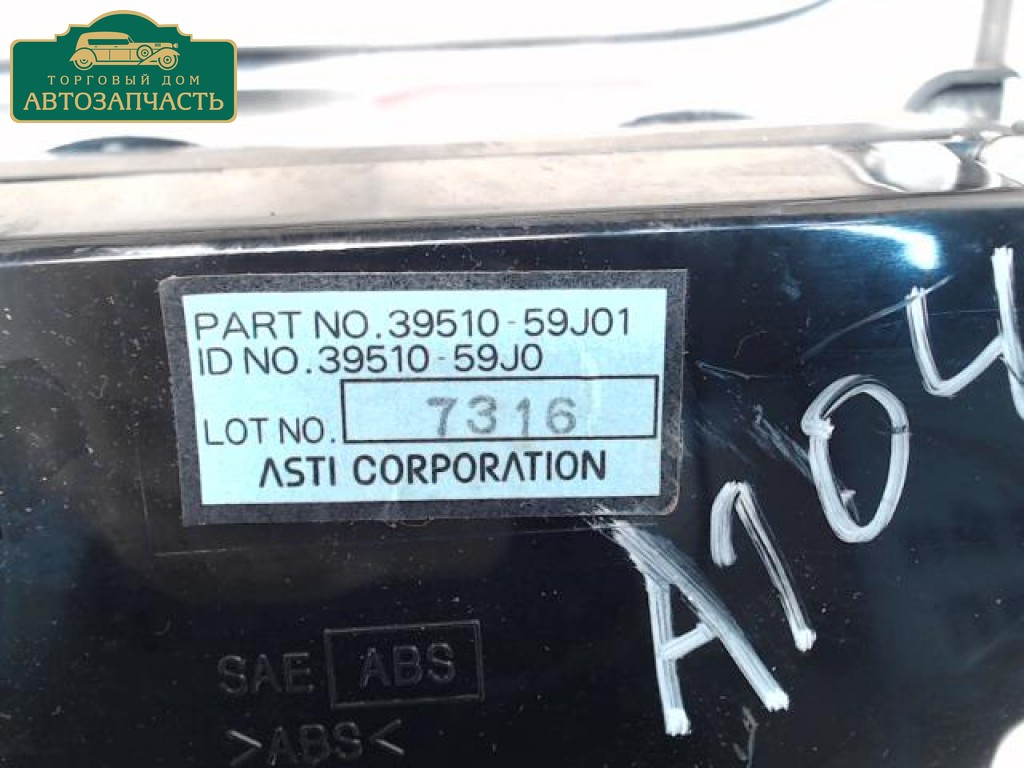 ТОРГОВЫЙ ДОМ
АВТОЗАПЧАСТЬ
PART NO.39510-59J01
ID NO.39510-59J0
LOT NO. 7316
ASTI CORPORATION
A104
SAE ABS
>ABS<